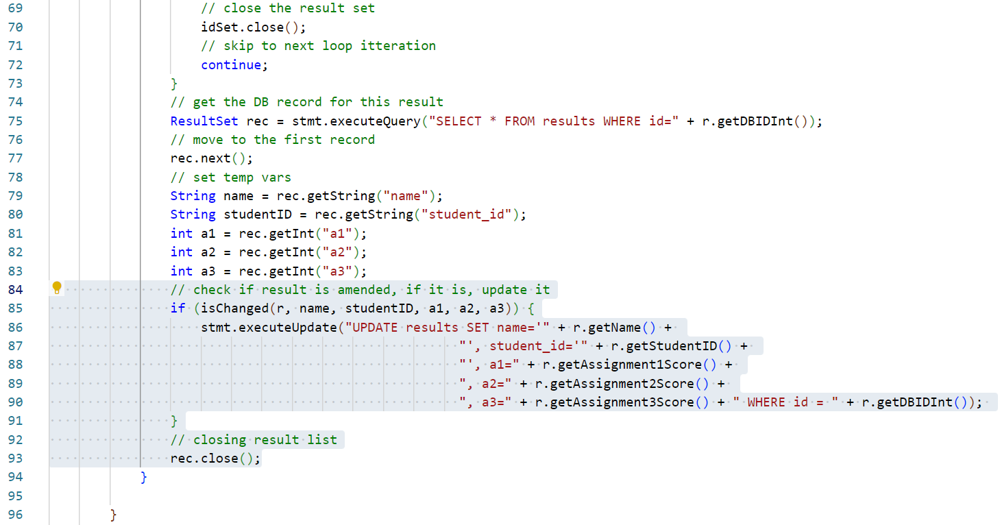 69 // close the result set
70 idSet.close();
71 // skip to next loop itteration
72 continue;
73 }
74 // get the DB record for this result
75 ResultSet rec = stmt.executeQuery("SELECT * FROM results WHERE id=" + r.getDBIDInt());
76 // move to the first record
77 rec.next();
78 // set temp vars
79 String name = rec.getString("name");
80 String studentID = rec.getString("student_id");
81 int a1 = rec.getInt("a1");
82 int a2 = rec.getInt("a2");
83 int a3 = rec.getInt("a3");
84 // check if result is amended, if it is, update it
85 if (isChanged(r, name, studentID, a1, a2, a3)) {
86 stmt.executeUpdate("UPDATE results SET name='" + r.getName() +
87 "', student_id='" + r.getStudentID() +
88 "', a1=" + r.getAssignment1Score() +
89 ", a2=" + r.getAssignment2Score() +
90 ", a3=" + r.getAssignment3Score() + " WHERE id = " + r.getDBIDInt());
91 }
92 // closing result list
93 rec.close();
94 }
95
96 }